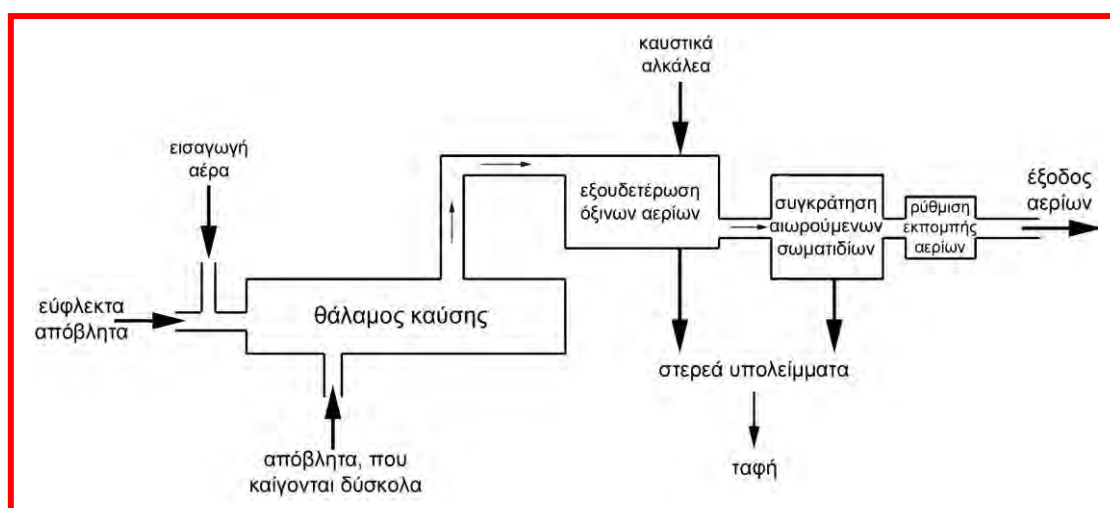 καυστικά
αλκάλεα
εισαγωγή
αέρα
εξουδετέρωση
όξινων αερίων
συγκράτηση
αιωρούμενων
σωματιδίων
ρύθμιση
εκπομπής
αερίων
έξοδος
αερίων
εύφλεκτα
απόβλητα
θάλαμος καύσης
στερεά υπολείμματα
απόβλητα, που
καίγονται δύσκολα
ταφή